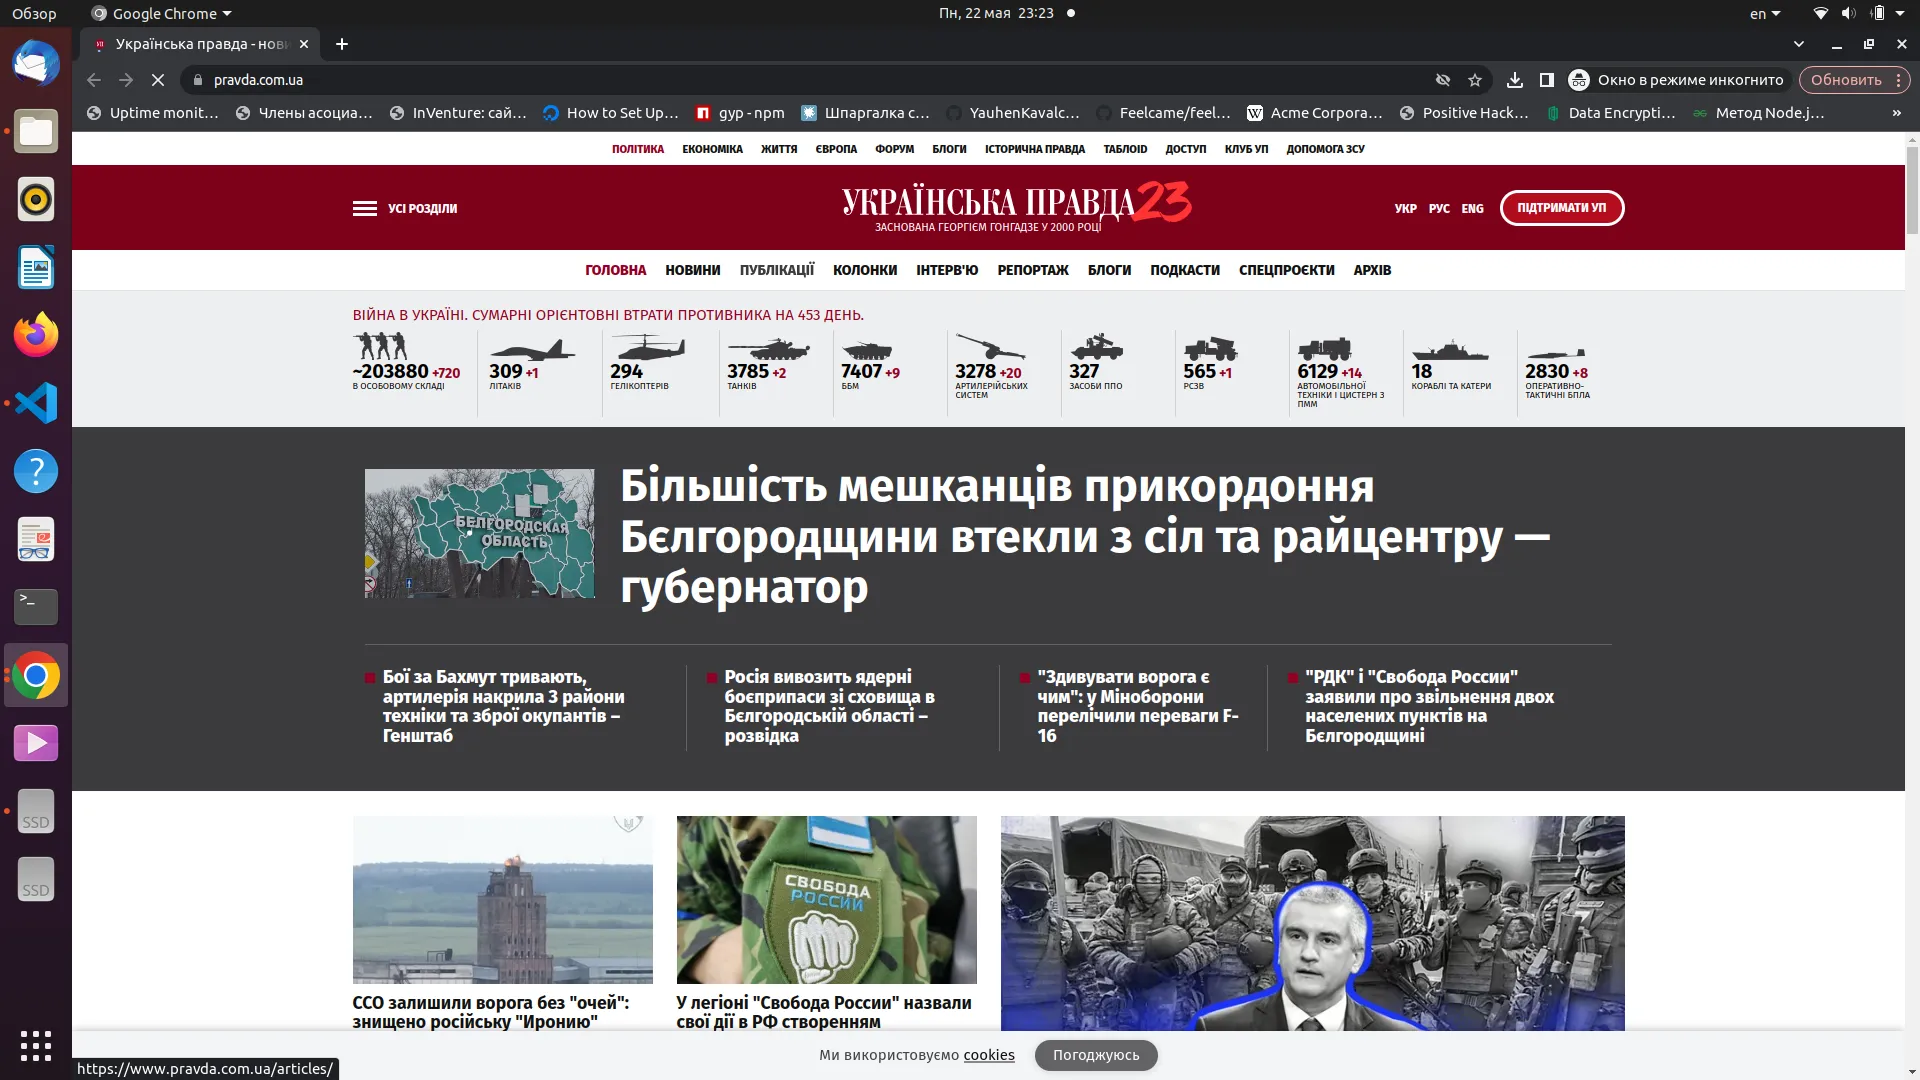 Обзор
Google Chrome
Пн, 22 мая 23:23
en
Українська правда - нові
pravda.com.ua
Окно в режиме инкогнито
Обновить
Uptime monit...
Члены асоциа...
InVenture: сай...
How to Set Up...
gyp - npm
Шпаргалка с...
YauhenKavalc...
Feelcame/feel...
Acme Corpora...
Positive Hack...
Data Encrypti...
Метод Node.j...
»
ПОЛІТИКА ЕКОНОМІКА ЖИТТЯ ЄВРОПА ФОРУМ БЛОГИ ІСТОРИЧНА ПРАВДА ТАБЛОІD ДОСТУП КЛУБ УП ДОПОМОГА ЗСУ
УСІ РОЗДІЛИ
УКРАЇНСЬКА ПРАВДА 23
ЗАСНОВАНА ГЕОРГІЄМ ГОНГАДЗЕ У 2000 РОЦІ
УКР РУС ENG
ПІДТРИМАТИ УП
ГОЛОВНА НОВИНИ ПУБЛІКАЦІЇ КОЛОНКИ ІНТЕРВ'Ю РЕПОРТАЖ БЛОГИ ПОДКАСТИ СПЕЦПРОЄКТИ АРХІВ
ВІЙНА В УКРАЇНІ. СУМАРНІ ОРІЄНТОВНІ ВТРАТИ ПРОТИВНИКА НА 453 ДЕНЬ.
~203880 +720
В ОСОБОВОМУ СКЛАДІ
309 +1
ЛІТАКІВ
294
ГЕЛІКОПТЕРІВ
3785 +2
ТАНКІВ
7407 +9
ББМ
3278 +20
АРТИЛЕРІЙСЬКИХ
СИСТЕМ
327
ЗАСОБИ ППО
565 +1
РСЗВ
6129 +14
АВТОМОБІЛЬНОЇ
ТЕХНІКИ І ЦИСТЕРН З
ПММ
18
КОРАБЛІ ТА КАТЕРИ
2830 +8
ОПЕРАТИВНО-
ТАКТИЧНІ БПЛА
БЕЛГОРОДСКАЯ
ОБЛАСТЬ
Більшість мешканців прикордоння
Бєлгородщини втекли з сіл та райцентру —
губернатор
Бої за Бахмут тривають,
артилерія накрила 3 райони
техніки та зброї окупантів –
Генштаб
Росія вивозить ядерні
боєприпаси зі сховища в
Бєлгородській області –
розвідка
"Здивувати ворога є
чим": у Міноборони
перелічили переваги F-
16
"РДК" і "Свобода России"
заявили про звільнення двох
населених пунктів на
Бєлгородщині
СВОБОДА
РОССИИ
ССО залишили ворога без "очей":
знищено російську "Иронию"
У легіоні "Свобода России" назвали
свої дії в РФ створенням
Ми використовуємо cookies
Погоджуюсь
SSD
SSD
https://www.pravda.com.ua/articles/